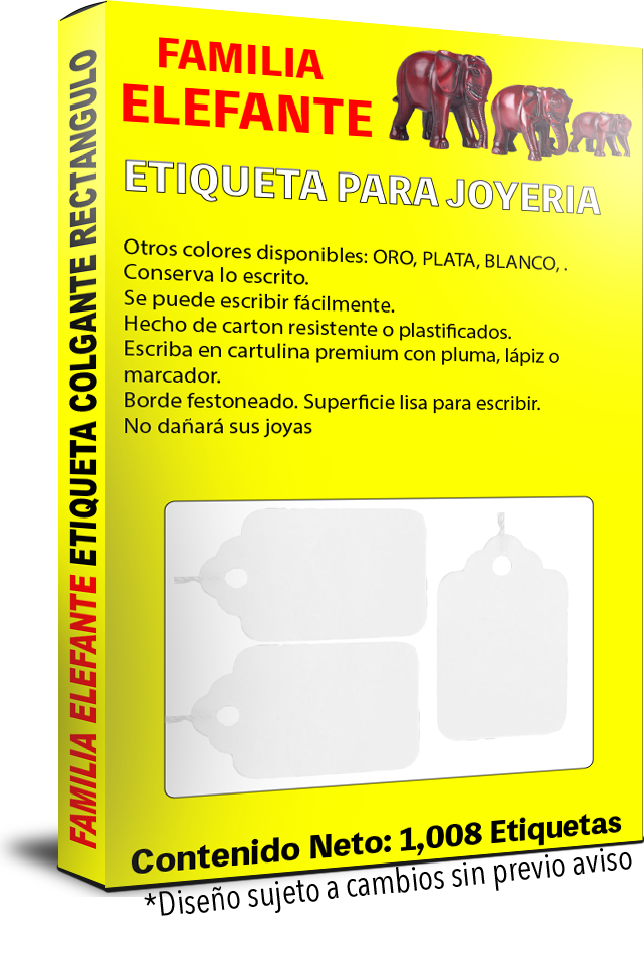 FAMILIA
ELEFANTE
ETIQUETA PARA JOYERIA
Otros colores disponibles: ORO, PLATA, BLANCO, .
Conserva lo escrito.
Se puede escribir fácilmente.
Hecho de carton resistente o plastificados.
Escriba en cartulina premium con pluma, lápiz o
marcador.
Borde festoneado. Superficie lisa para escribir.
No dañará sus joyas
Contenido Neto: 1,008 Etiquetas
*Diseño sujeto a cambios sin previo aviso
FAMILIA ELEFANTE ETIQUETA COLGANTE RECTANGULO